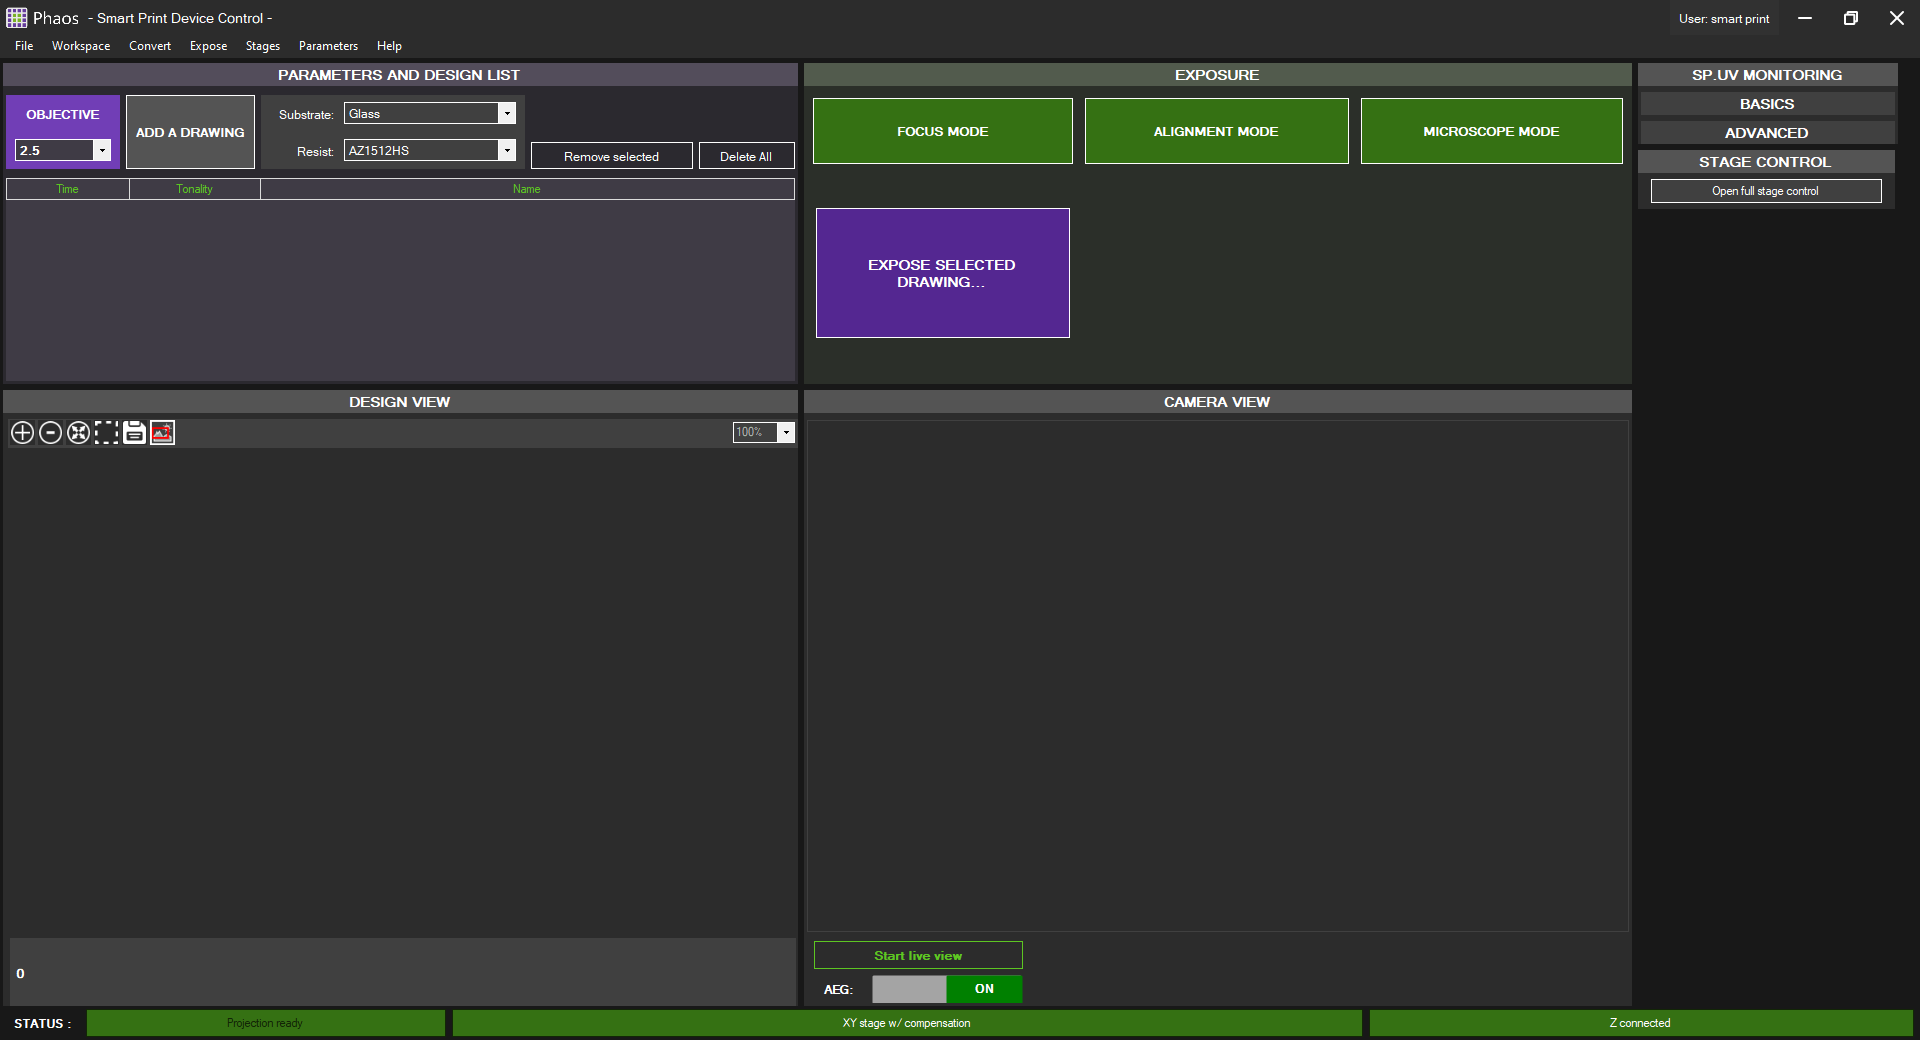 Phaos - Smart Print Device Control -
User: smart print
File Workspace Convert Expose Stages Parameters Help
PARAMETERS AND DESIGN LIST
OBJECTIVE
2.5
ADD A DRAWING
Substrate: Glass
Resist: AZ1512HS
Remove selected
Delete All
Time Tonality Name
EXPOSURE
FOCUS MODE
ALIGNMENT MODE
MICROSCOPE MODE
EXPOSE SELECTED
DRAWING...
SP.UV MONITORING
BASICS
ADVANCED
STAGE CONTROL
Open full stage control
DESIGN VIEW
100%
0
CAMERA VIEW
Start live view
AEG: ON
STATUS : Projection ready XY stage w/ compensation Z connected